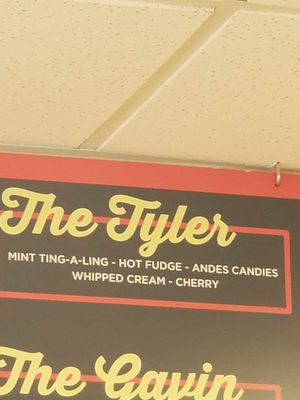 The Tyler
MINT TING-A-LING - HOT FUDGE - ANDES CANDIES
WHIPPED CREAM - CHERRY
The Gavin